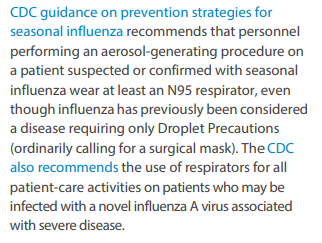 CDC guidance on prevention strategies for
seasonal influenza recommends that personnel
performing an aerosol-generating procedure on
a patient suspected or confirmed with seasonal
influenza wear at least an N95 respirator, even
though influenza has previously been considered
a disease requiring only Droplet Precautions
(ordinarily calling for a surgical mask). The CDC
also recommends the use of respirators for all
patient-care activities on patients who may be
infected with a novel influenza A virus associated
with severe disease.